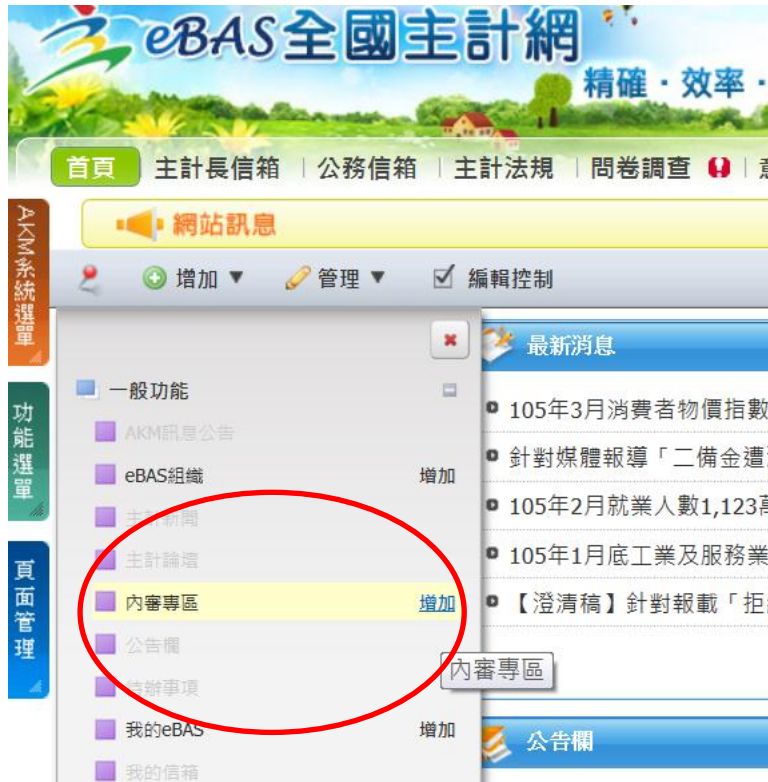 eBAS全國主計網
精確．效率．
首頁 主計長信箱 公務信箱 主計法規 問卷調查
網站訊息
增加▼ 管理▼ 編輯控制
AKM系統選單
功能選單
頁面管理
一般功能
AKM訊息公告
eBAS組織 增加
主計新聞
主計論壇
內審專區 增加
公告欄
待辦事項
我的eBAS 增加
我的信箱
內審專區
最新消息
105年3月消費者物價指數
針對媒體報導「二備金遭
105年2月就業人數1,123
105年1月底工業及服務業
【澄清稿】針對報載「拒
公告欄